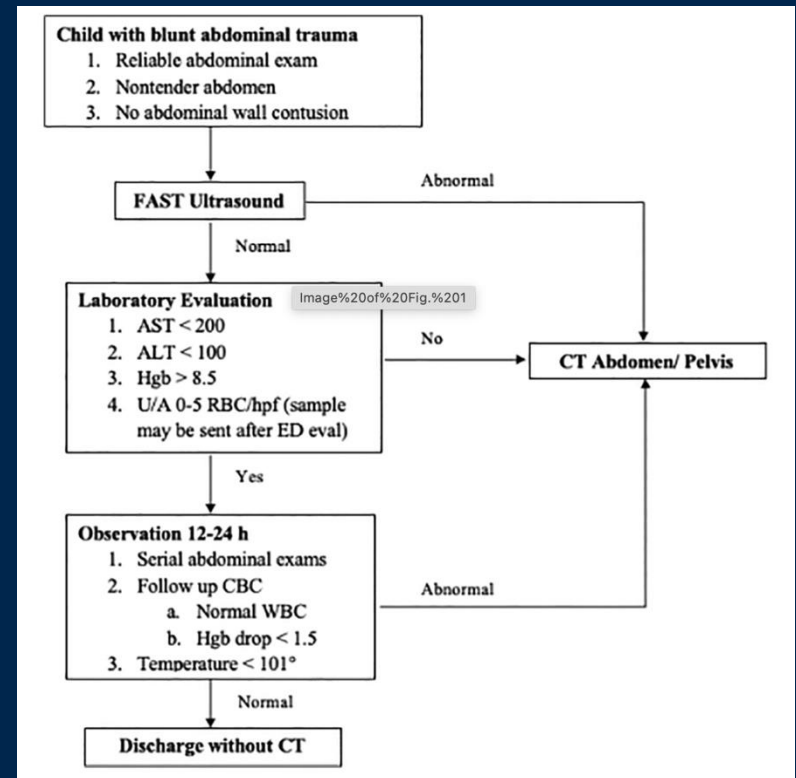 Child with blunt abdominal trauma
1. Reliable abdominal exam
2. Nontender abdomen
3. No abdominal wall contusion
Abnormal
FAST Ultrasound
Normal
Laboratory Evaluation
Image%20of%20Fig.%201
1. AST < 200
2. ALT < 100
3. Hgb > 8.5
4. U/A 0-5 RBC/hpf (sample
may be sent after ED eval)
No
CT Abdomen/ Pelvis
Yes
Observation 12-24 h
1. Serial abdominal exams
2. Follow up CBC
a. Normal WBC
b. Hgb drop < 1.5
3. Temperature < 101°
Abnormal
Normal
Discharge without CT